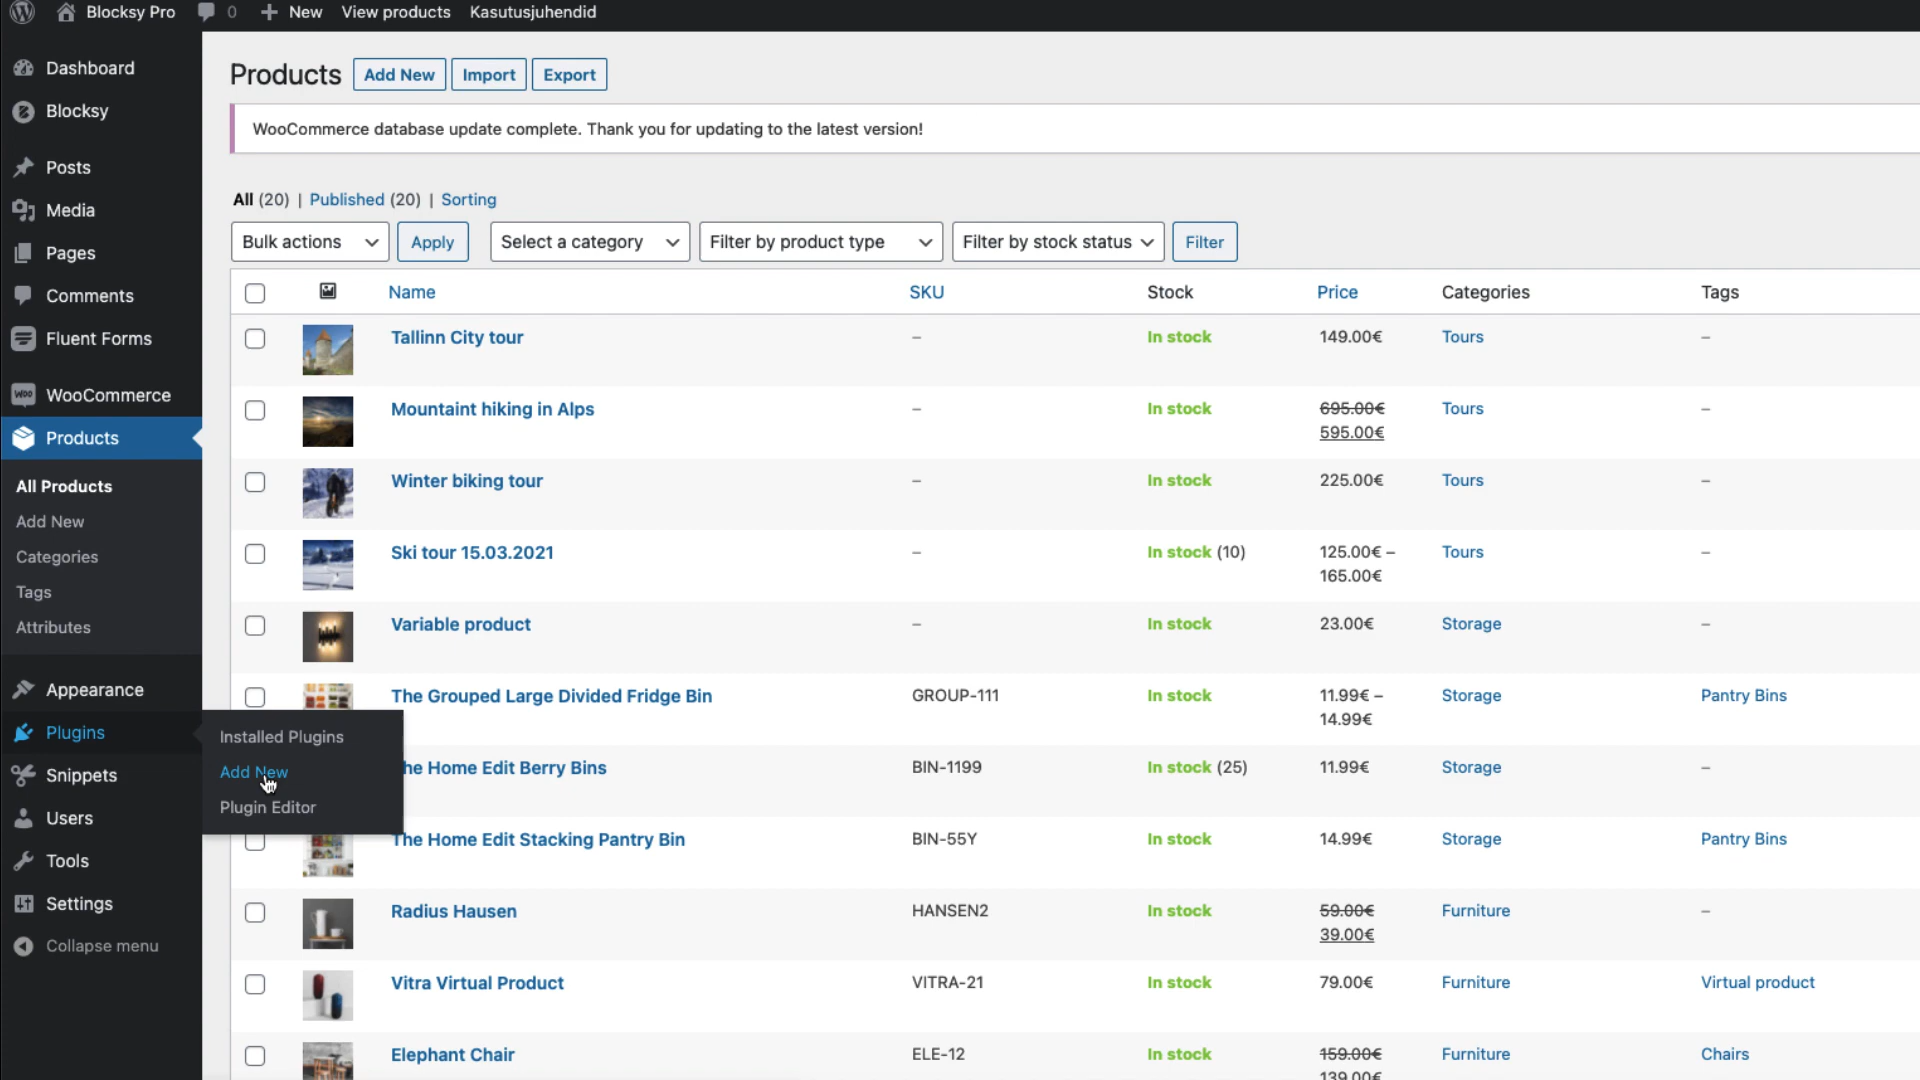 Blocksy Pro 0 New View products Kasutusjuhendid
Dashboard
Blocksy
Posts
Media
Pages
Comments
Fluent Forms
WooCommerce
Products
All Products
Add New
Categories
Tags
Attributes
Appearance
Plugins
Installed Plugins
Add New
Plugin Editor
Snippets
Users
Tools
Settings
Collapse menu
Products Add New Import Export
WooCommerce database update complete. Thank you for updating to the latest version!
All (20) | Published (20) | Sorting
Bulk actions Apply Select a category Filter by product type Filter by stock status Filter
Name SKU Stock Price Categories Tags
Tallinn City tour – In stock 149.00€ Tours –
Mountaint hiking in Alps – In stock 695.00€ Tours –
595.00€
Winter biking tour – In stock 225.00€ Tours –
Ski tour 15.03.2021 – In stock (10) 125.00€ – Tours –
165.00€
Variable product – In stock 23.00€ Storage –
The Grouped Large Divided Fridge Bin GROUP-111 In stock 11.99€ – Storage Pantry Bins
14.99€
he Home Edit Berry Bins BIN-1199 In stock (25) 11.99€ Storage –
The Home Edit Stacking Pantry Bin BIN-55Y In stock 14.99€ Storage Pantry Bins
Radius Hausen HANSEN2 In stock 59.00€ Furniture –
39.00€
Vitra Virtual Product VITRA-21 In stock 79.00€ Furniture Virtual product
Elephant Chair ELE-12 In stock 159.00€ Furniture Chairs
139.00€